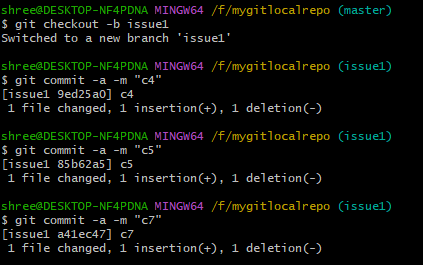 shree@DESKTOP-NF4PDNA MINGW64 /f/mygitlocalrepo (master)
$ git checkout -b issue1
Switched to a new branch 'issue1'
shree@DESKTOP-NF4PDNA MINGW64 /f/mygitlocalrepo (issue1)
$ git commit -a -m "c4"
[issue1 9ed25a0] c4
 1 file changed, 1 insertion(+), 1 deletion(-)
shree@DESKTOP-NF4PDNA MINGW64 /f/mygitlocalrepo (issue1)
$ git commit -a -m "c5"
[issue1 85b62a5] c5
 1 file changed, 1 insertion(+), 1 deletion(-)
shree@DESKTOP-NF4PDNA MINGW64 /f/mygitlocalrepo (issue1)
$ git commit -a -m "c7"
[issue1 a41ec47] c7
 1 file changed, 1 insertion(+), 1 deletion(-)